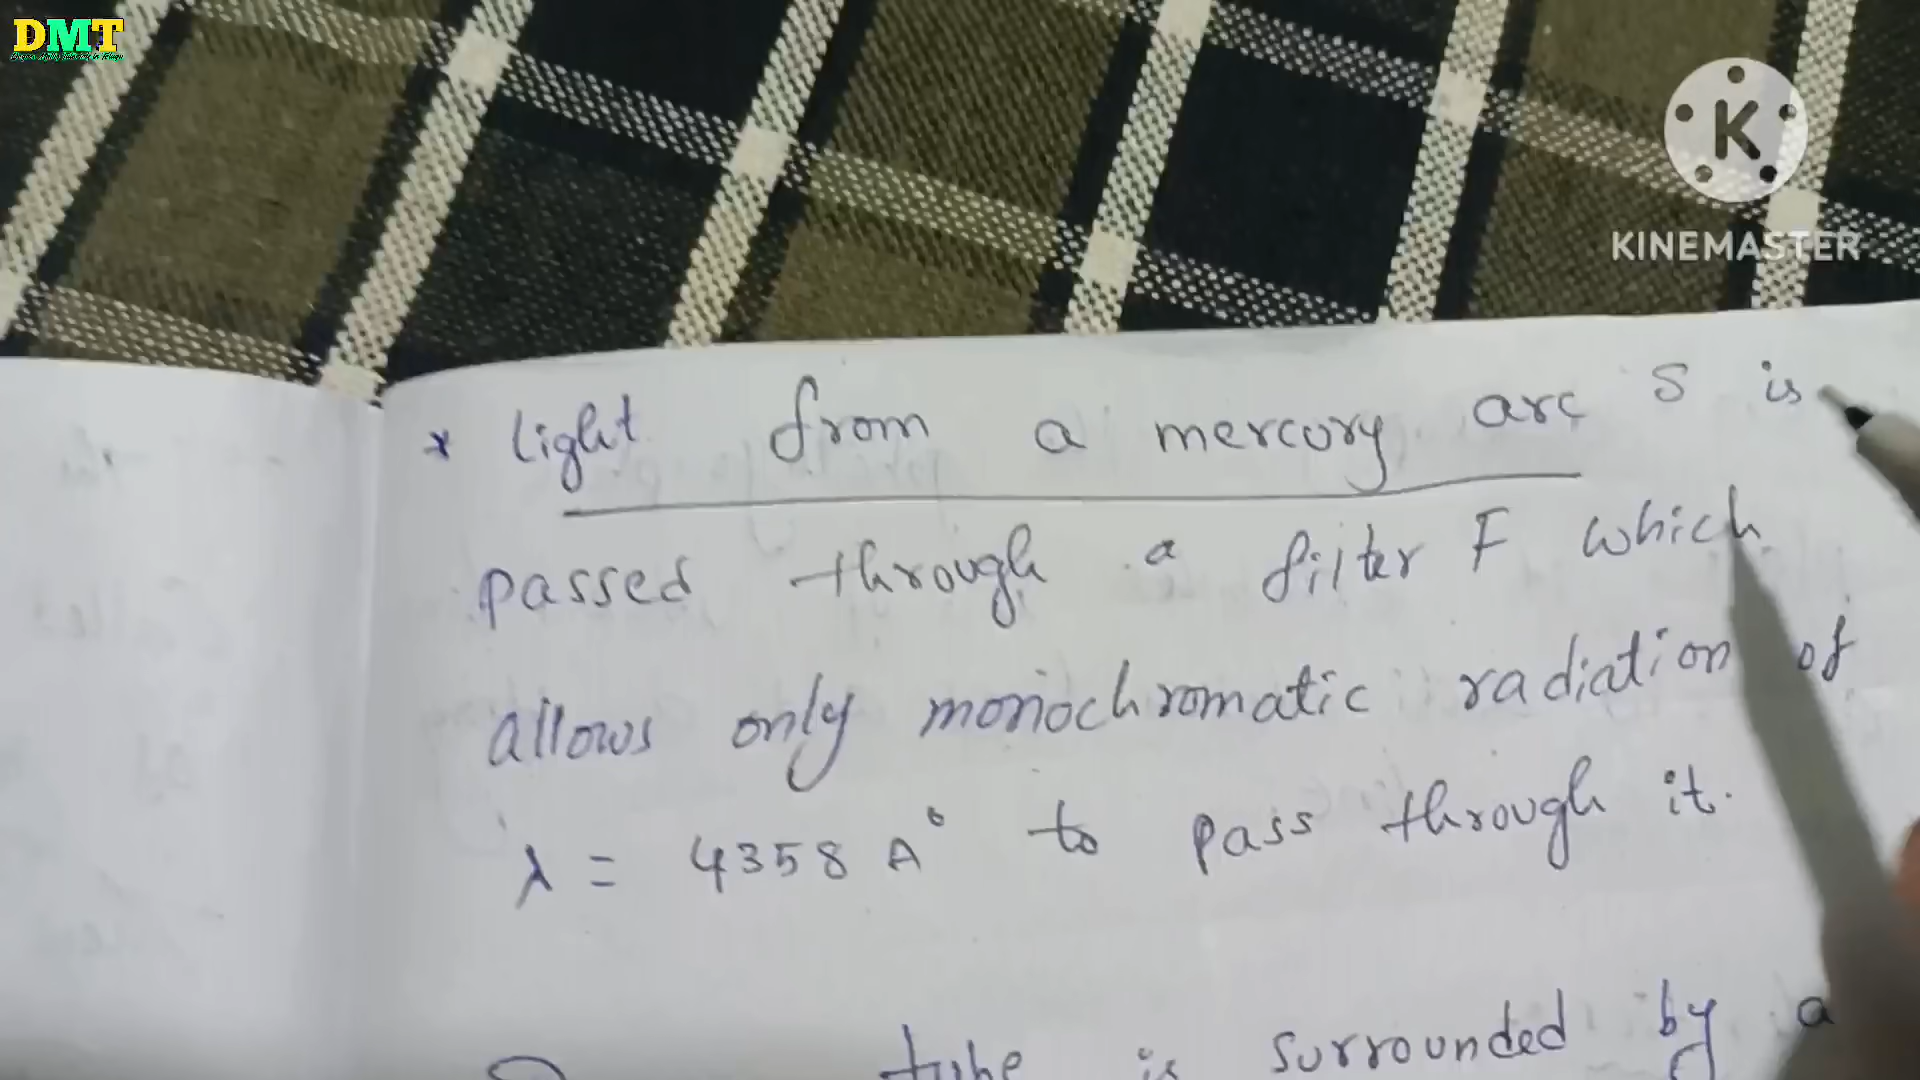 DMT
KINEMASTER
* light from a mercury arc S is
passed through a filter F which
allows only monochromatic radiation of
λ = 4358 A° to pass through it.
tube is surrounded by a